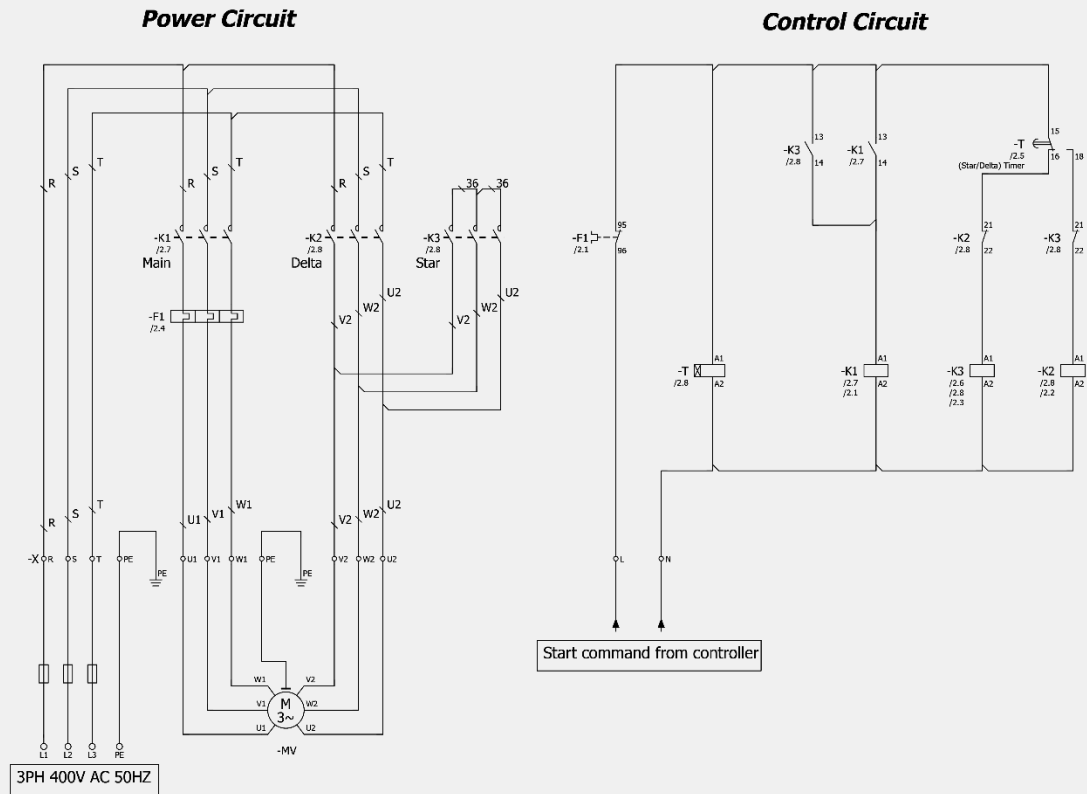 Power Circuit
Control Circuit
R
S
T
R
S
T
R
S
T
36
36
-K1
/2.7
Main
-K2
/2.8
Delta
-K3
/2.8
Star
-F1
/2.4
V2
W2
U2
V2
W2
U2
R
S
T
U1
V1
W1
V2
W2
U2
-X
R
S
T
PE
PE
U1
V1
W1
PE
PE
V2
W2
U2
W1
V2
V1
M
3~
W2
U1
U2
-MV
L1
L2
L3
PE
3PH 400V AC 50HZ
-K3
/2.8
13
14
-K1
/2.7
13
14
-T
/2.5
(Star/Delta) Timer
15
16
18
-F1
/2.1
95
96
-K2
/2.8
21
22
-K3
/2.8
21
22
-T
/2.8
A1
A2
-K1
/2.7
/2.1
A1
A2
-K3
/2.6
/2.8
/2.3
A1
A2
-K2
/2.8
/2.2
A1
A2
L
N
Start command from controller